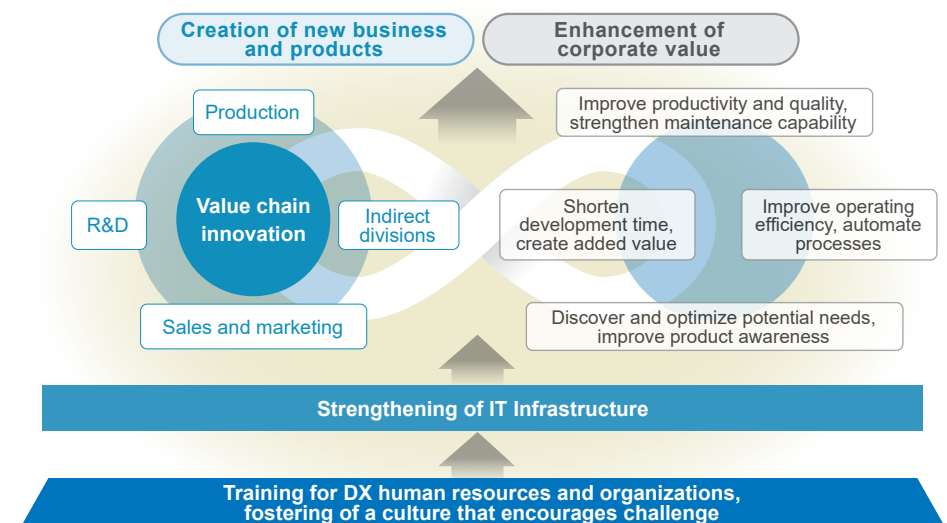 Creation of new business
and products
Enhancement of
corporate value
Production
R&D
Value chain
innovation
Indirect
divisions
Sales and marketing
Improve productivity and quality,
strengthen maintenance capability
Shorten
development time,
create added value
Improve operating
efficiency, automate
processes
Discover and optimize potential needs,
improve product awareness
Strengthening of IT Infrastructure
Training for DX human resources and organizations,
fostering of a culture that encourages challenge